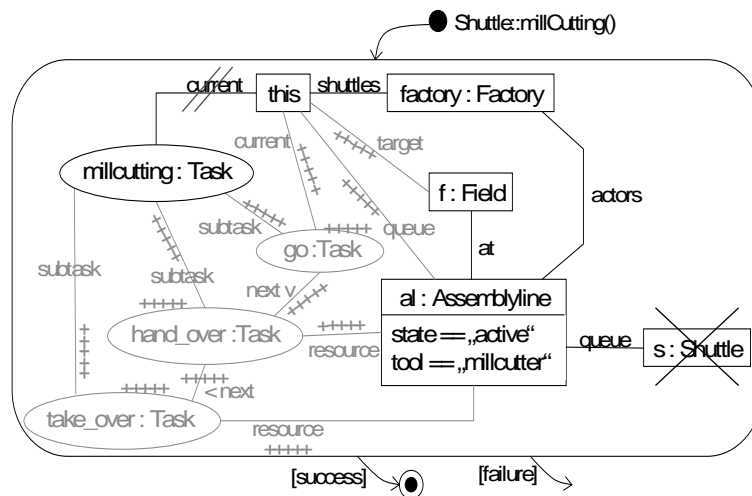 Shuttle::millCutting()
current
this
shuttles
factory : Factory
current
target
millcutting : Task
f : Field
actors
subtask
queue
go :Task
at
subtask
subtask
next v
al : Assemblyline
hand_over :Task
state == „active“
queue
s : Shuttle
resource
tool == „millcutter“
< next
take_over: Task
resource
[success]
[failure]